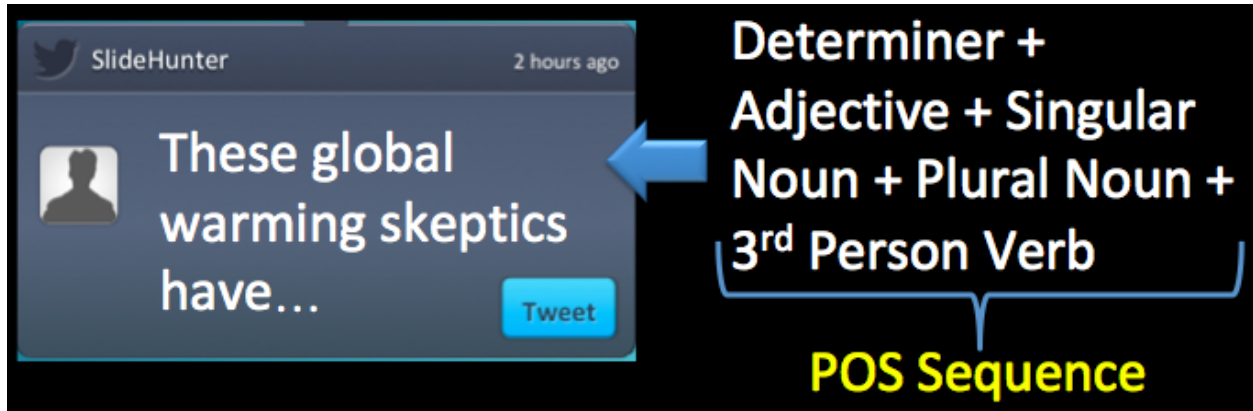 SlideHunter 2 hours ago
These global
warming skeptics
have...
Tweet
Determiner +
Adjective + Singular
Noun + Plural Noun +
3rd Person Verb
POS Sequence